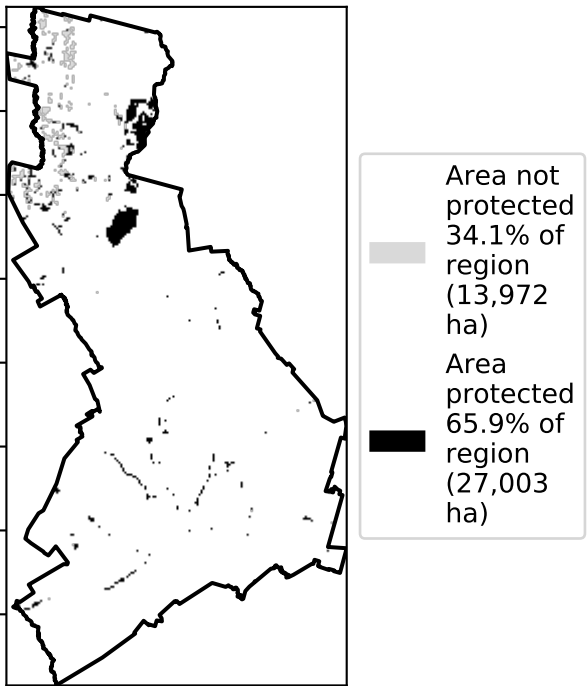 Area not
protected
34.1% of
region
(13,972
ha)
Area
protected
65.9% of
region
(27,003
ha)